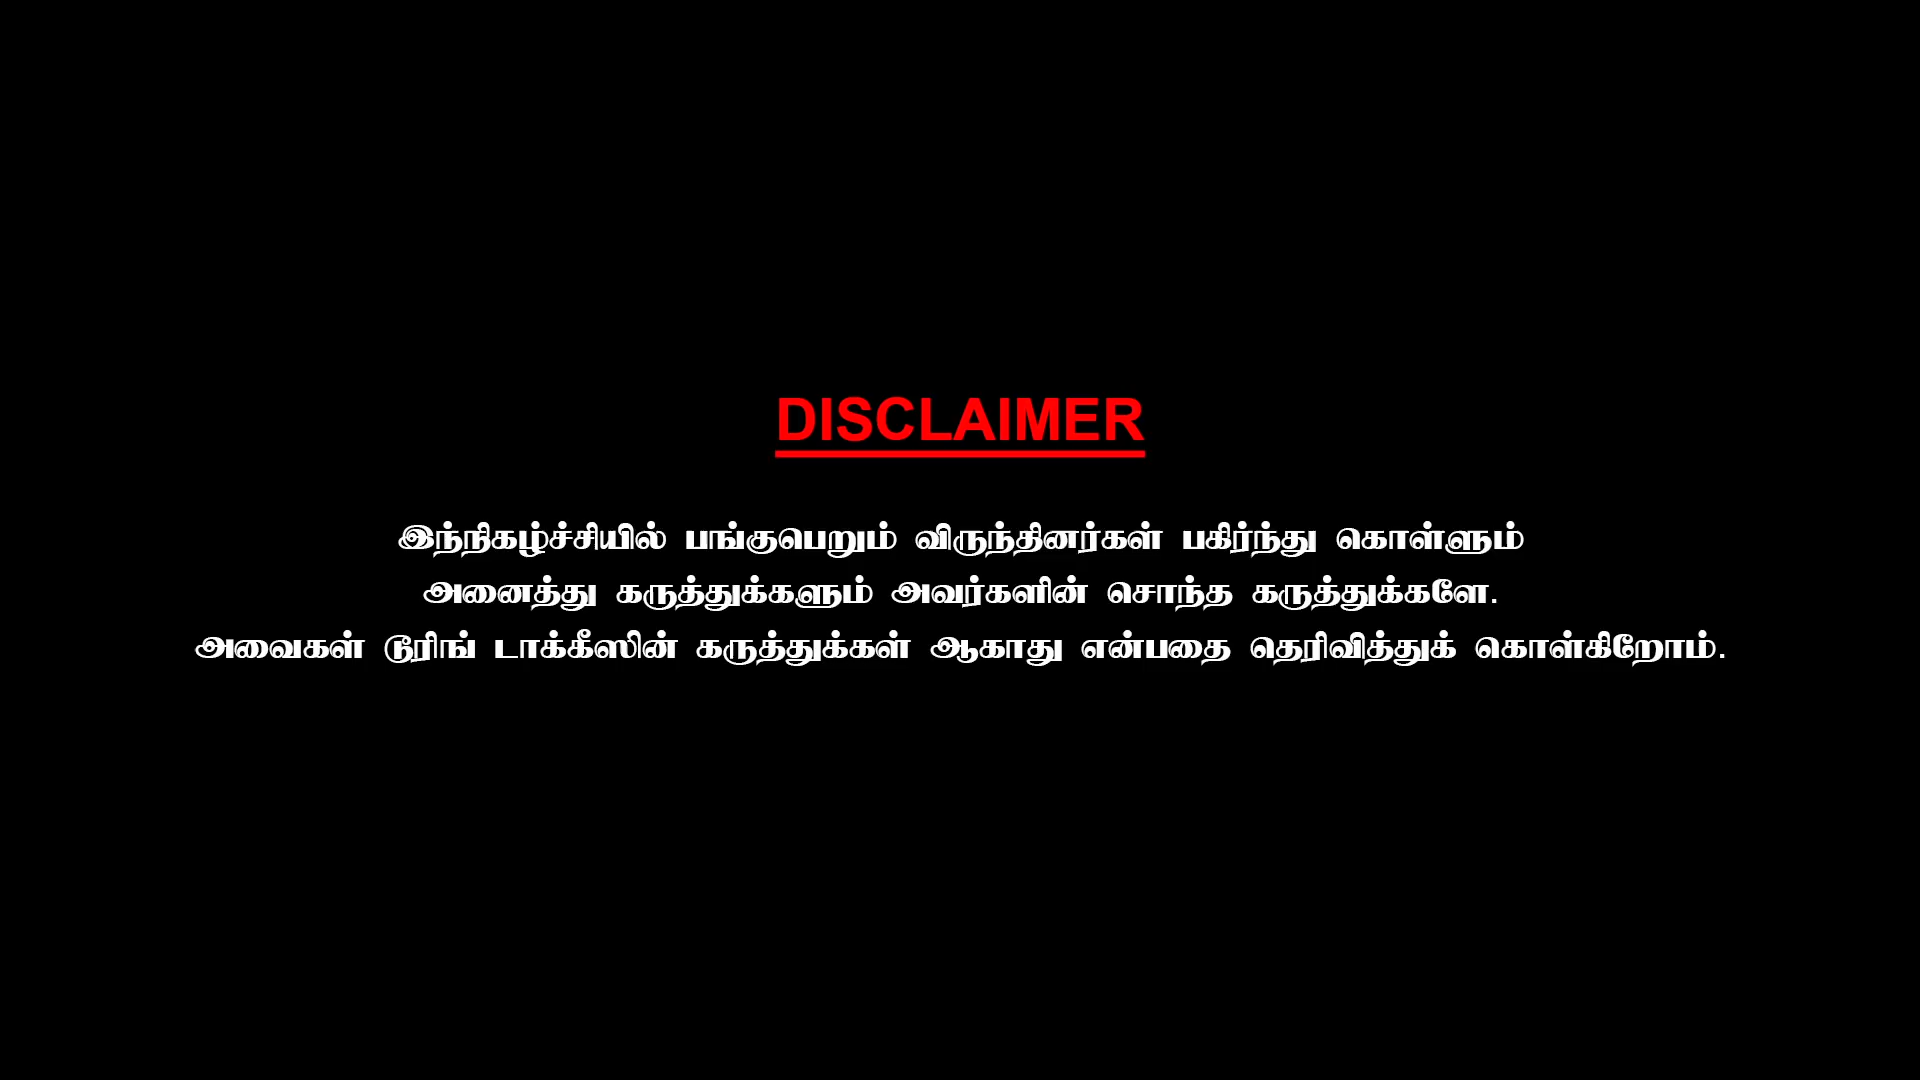 DISCLAIMER
இந்நிகழ்ச்சியில் பங்குபெறும் விருந்தினர்கள் பகிர்ந்து கொள்ளும்
அனைத்து கருத்துக்களும் அவர்களின் சொந்த கருத்துக்களே.
அவைகள் டூரிங் டாக்கீஸின் கருத்துக்கள் ஆகாது என்பதை தெரிவித்துக் கொள்கிறோம்.